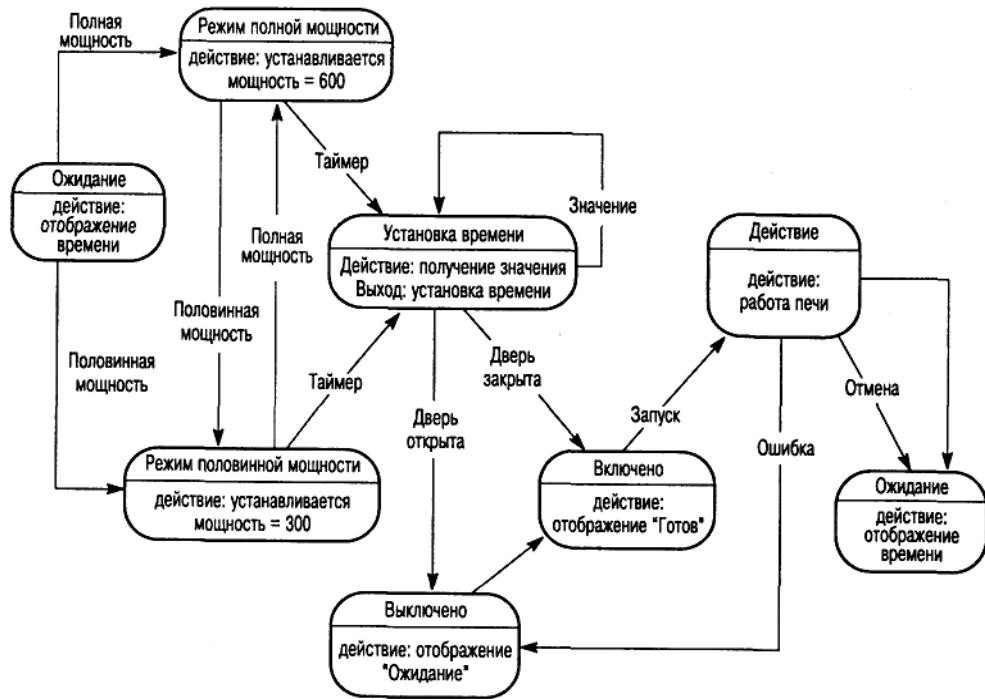 Полная
мощность
Режим полной мощности
действие: устанавливается
мощность = 600
Таймер
Ожидание
действие:
отображение
времени
Полная
мощность
Значение
Установка времени
Действие: получение значения
Выход: установка времени
Действие
действие:
работа печи
Половинная
мощность
Половинная
мощность
Таймер
Дверь
закрыта
Дверь
открыта
Запуск
Отмена
Ошибка
Режим половинной мощности
действие: устанавливается
мощность = 300
Включено
действие:
отображение "Готов"
Ожидание
действие:
отображение
времени
Выключено
действие: отображение
"Ожидание"